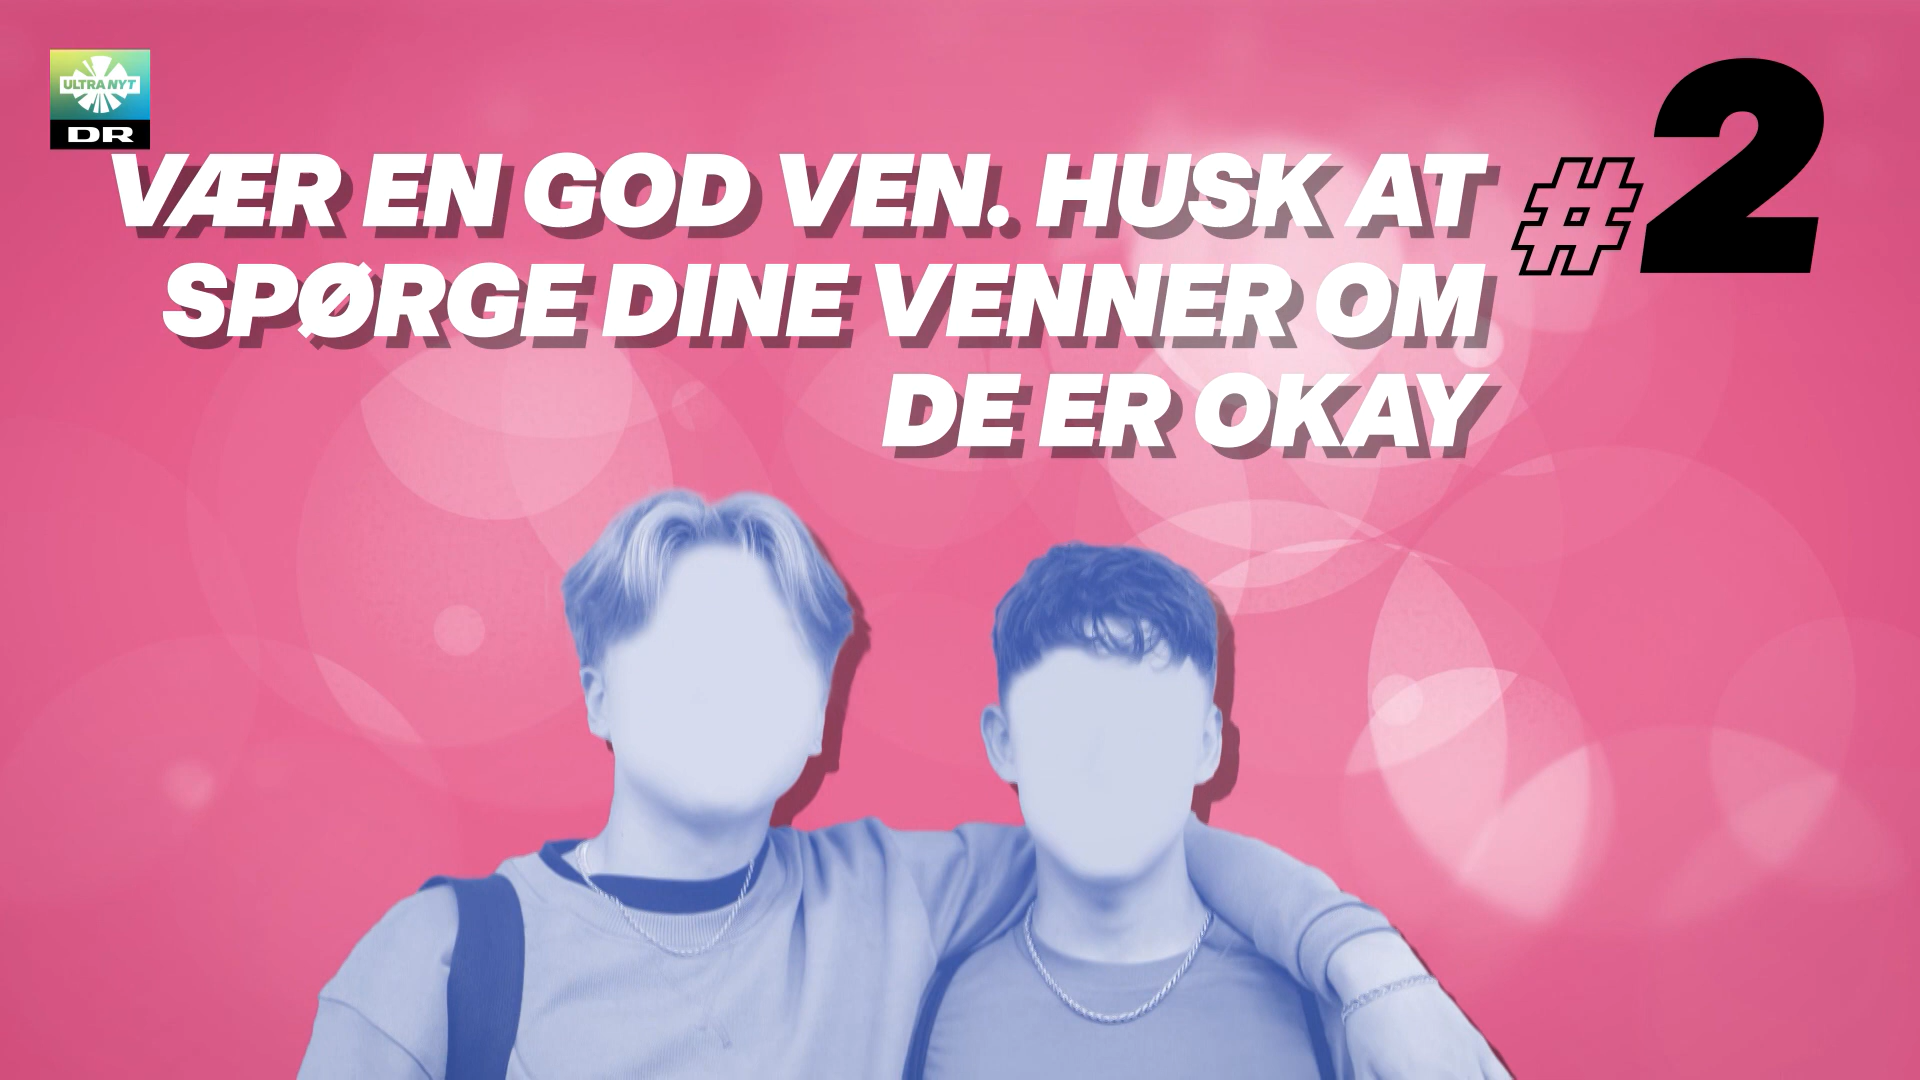 ULTRA NYT
DR
#2
VÆR EN GOD VEN. HUSK AT
SPØRGE DINE VENNER OM
DE ER OKAY